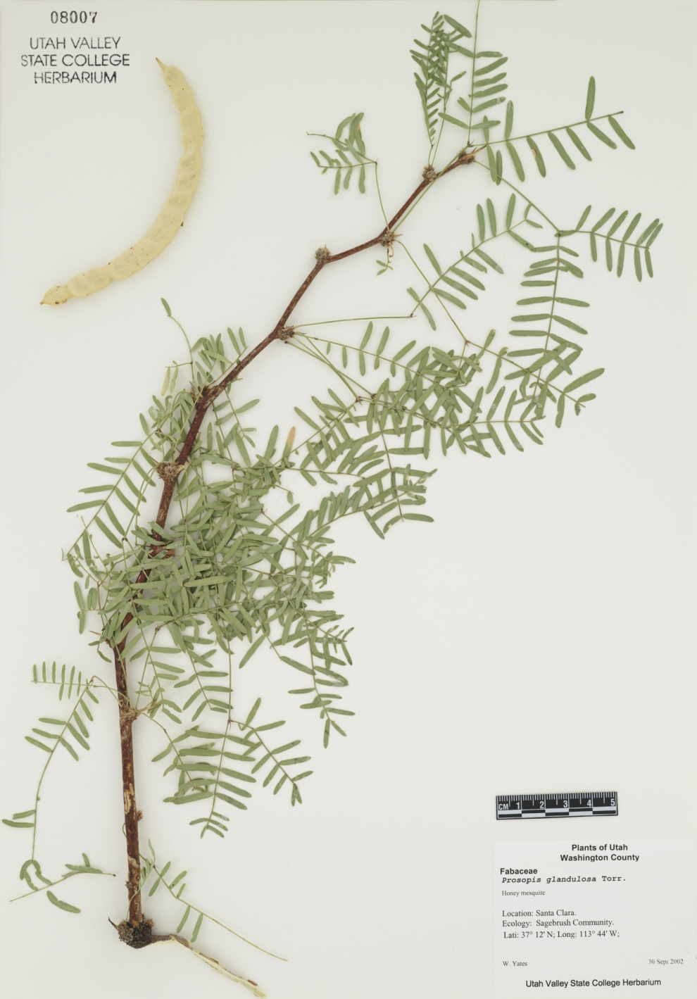 08007
UTAH VALLEY
STATE COLLEGE
HERBARIUM
CM 1 2 3 4 5
Plants of Utah
Washington County
Fabaceae
Prosopis glandulosa Torr.
Honey mesquite
Location: Santa Clara.
Ecology: Sagebrush Community.
Lati: 37° 12' N; Long: 113° 44' W;
W. Yates 30 Sept 2002
Utah Valley State College Herbarium